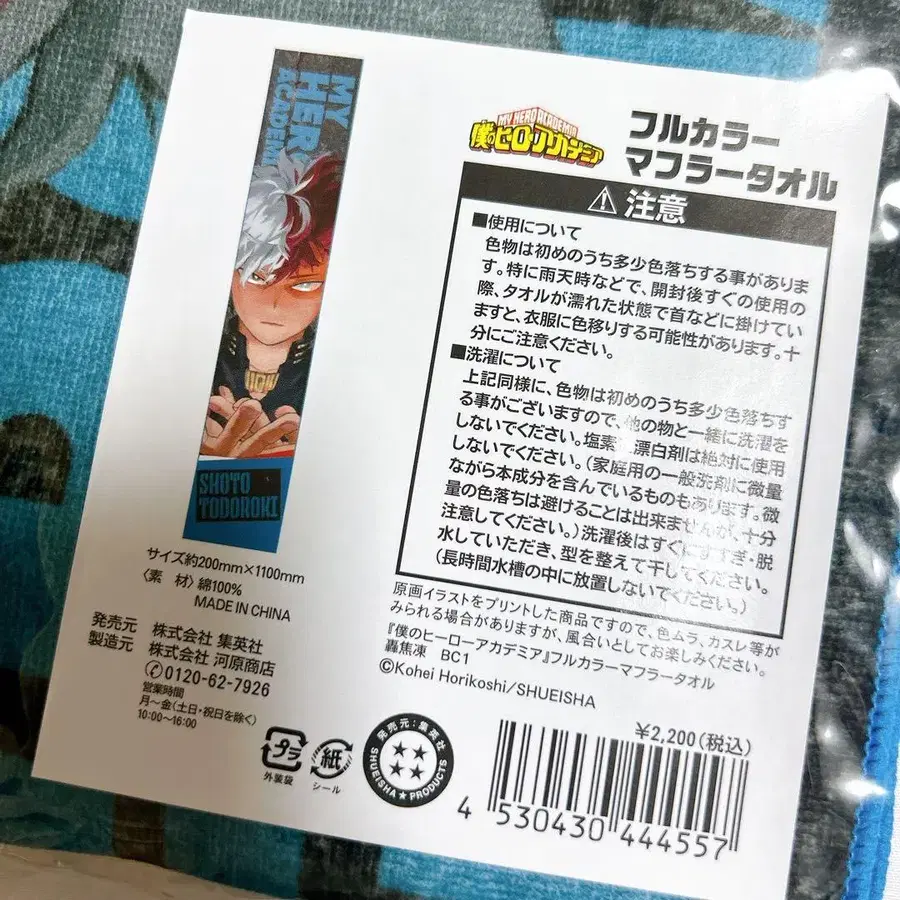 MY HERO ACADEMIA
僕のヒーローアカデミア
フルカラー
マフラータオル
注意
■使用について
色物は初めのうち多少色落ちする事がありま
す。特に雨天時などで、開封後すぐの使用の
際、タオルが濡れた状態で首などに掛けてい
ますと、衣服に色移りする可能性があります。十
分にご注意ください。
■洗濯について
上記同様に、色物は初めのうち多少色落ちす
る事がございますので、他の物と一緒に洗濯を
しないでください。塩素 漂白剤は絶対に使用
しないでください。(家庭用の一般洗剤に微量
ながら本成分を含んでいるものもあります。微
量の色落ちは避けることは出来ませんが、十分
注意してください。)洗濯後はすぐにすすぎ・脱
水していただき、型を整えて干してください。
(長時間水槽の中に放置しないでください。)
原画イラストをプリントした商品ですので、色ムラ、カスレ等が
みられる場合がありますが、風合いとしてお楽しみください。
『僕のヒーローアカデミア』フルカラーマフラータオル
轟焦凍 BC1
©Kohei Horikoshi/SHUEISHA
¥2,200(税込)
4 530430 444557
MY
HERO
ACADEMI
SHOTO
TODOROKI
サイズ約200mm×1100mm
〈素 材〉綿100%
MADE IN CHINA
発売元 株式会社 集英社
製造元 株式会社 河原商店
0120-62-7926
営業時間
月～金(土日・祝日を除く)
10:00～16:00
プラ
外装袋
紙
シール
発売元:集英社
SHUEISHA★PRODUCTS